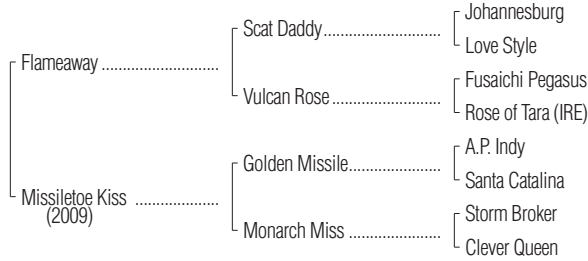 Johannesburg
Scat Daddy
Love Style
Flameaway
Fusaichi Pegasus
Vulcan Rose
Rose of Tara (IRE)
A.P. Indy
Golden Missile
Santa Catalina
Missiletoe Kiss
(2009)
Storm Broker
Monarch Miss
Clever Queen